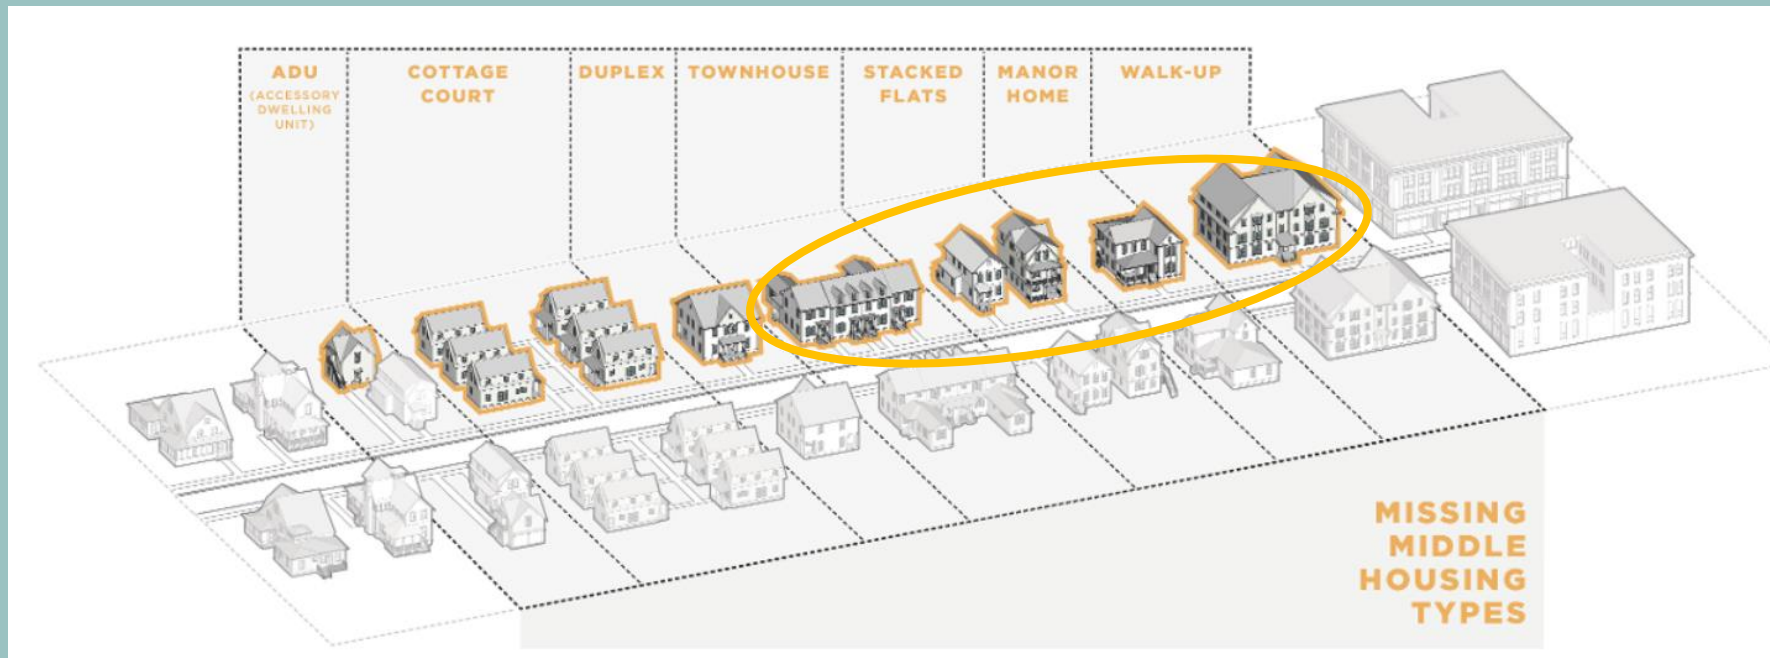 ADU
(ACCESSORY
DWELLING
UNIT)
COTTAGE
COURT
DUPLEX
TOWNHOUSE
STACKED
FLATS
MANOR
HOME
WALK-UP
MISSING
MIDDLE
HOUSING
TYPES